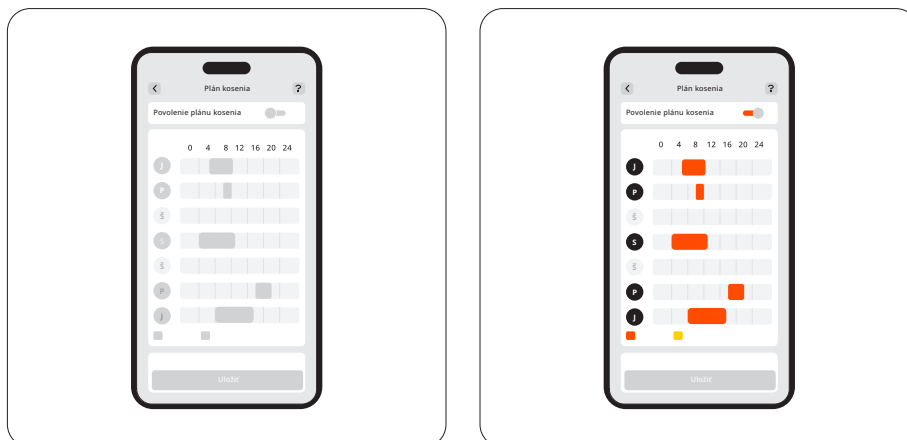 Plán kosenia ?
Povolenie plánu kosenia
0 4 8 12 16 20 24
J
P
Š
S
Š
P
J
Uložiť
Plán kosenia ?
Povolenie plánu kosenia
0 4 8 12 16 20 24
J
P
Š
S
Š
P
J
Uložiť